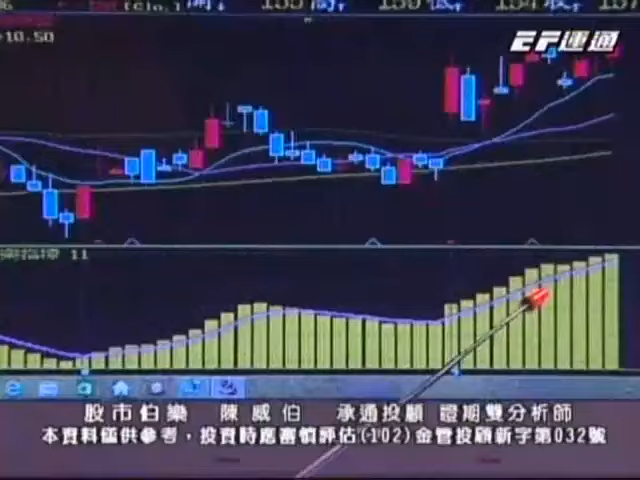 +10.50
EF運通
11
股市伯樂 陳威伯 承通投顧 證期雙分析師
本資料僅供參考,投資時應審慎評估(102)金管投顧新字第032號